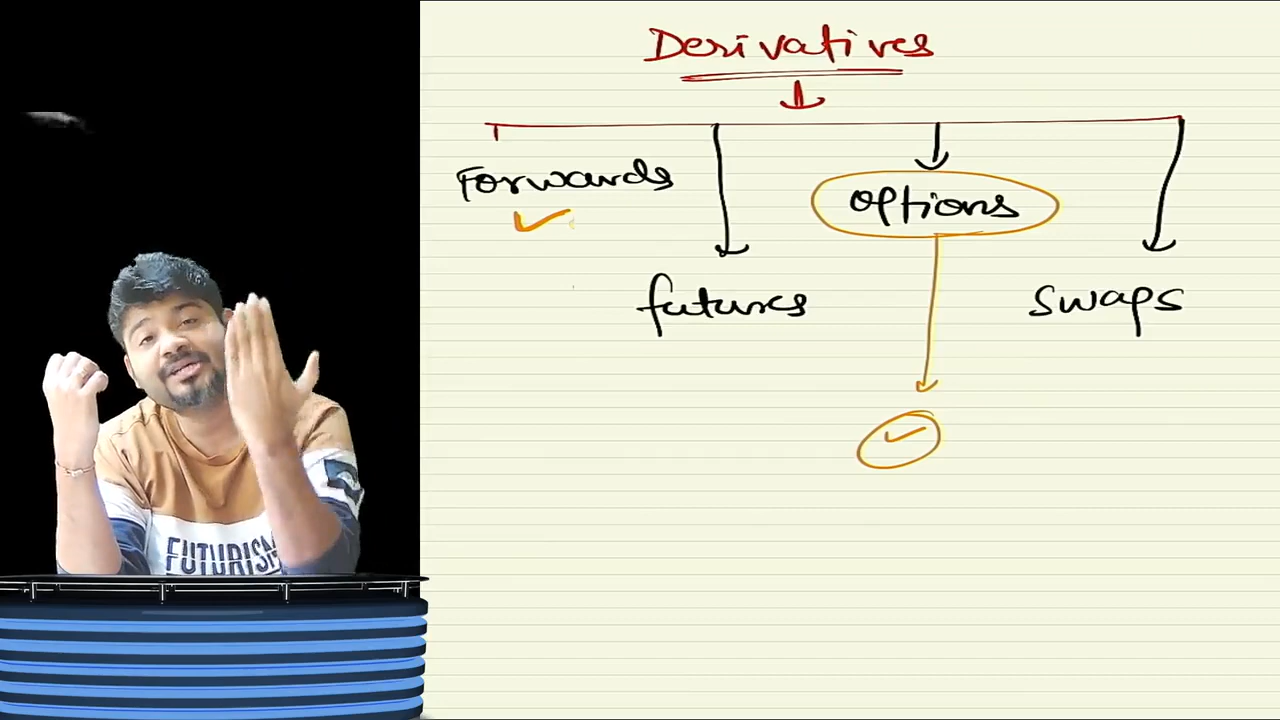 Derivatives
Forwards
options
futures
swaps
FUTURISM